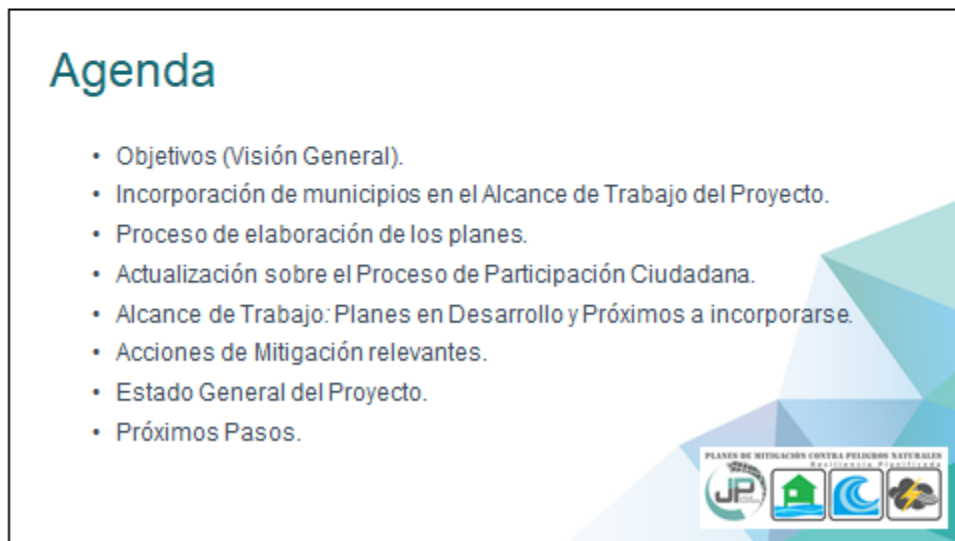 Agenda
• Objetivos (Visión General).
• Incorporación de municipios en el Alcance de Trabajo del Proyecto.
• Proceso de elaboración de los planes.
• Actualización sobre el Proceso de Participación Ciudadana.
• Alcance de Trabajo: Planes en Desarrollo y Próximos a incorporarse.
• Acciones de Mitigación relevantes.
• Estado General del Proyecto.
• Próximos Pasos.
PLANES DE MITIGACIÓN CONTRA PELIGROS NATURALES
Resiliencia Planificada
JP